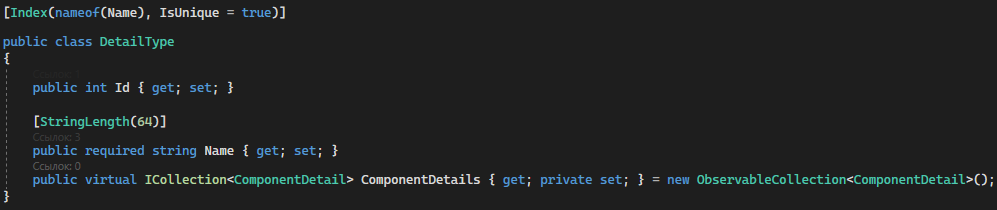 [Index(nameof(Name), IsUnique = true)]
public class DetailType
{
public int Id { get; set; }
[StringLength(64)]
Ссылок: 3
public required string Name { get; set; }
Ссылок: 0
public virtual ICollection<ComponentDetail> ComponentDetails { get; private set; } = new ObservableCollection<ComponentDetail>();
}